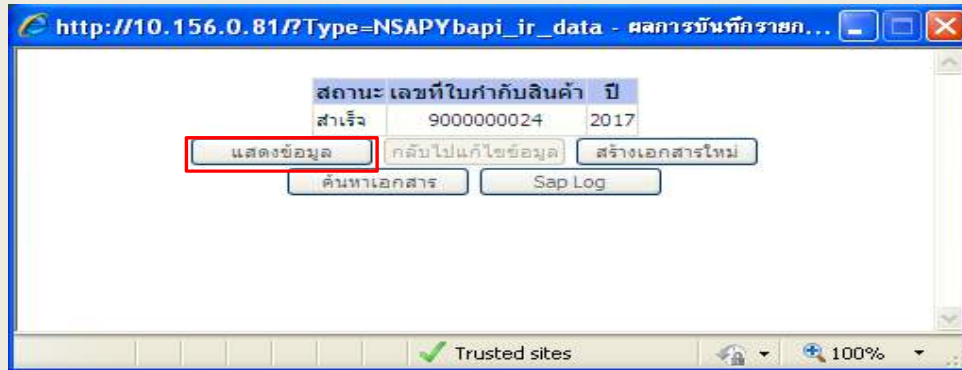 http://10.156.0.81/?Type=NSAPYbapi_ir_data - ผลการบันทึกรายก...
สถานะ เลขที่ใบกำกับสินค้า ปี
สำเร็จ 9000000024 2017
แสดงข้อมูล กลับไปแก้ไขข้อมูล สร้างเอกสารใหม่
ค้นหาเอกสาร Sap Log
Trusted sites 100%